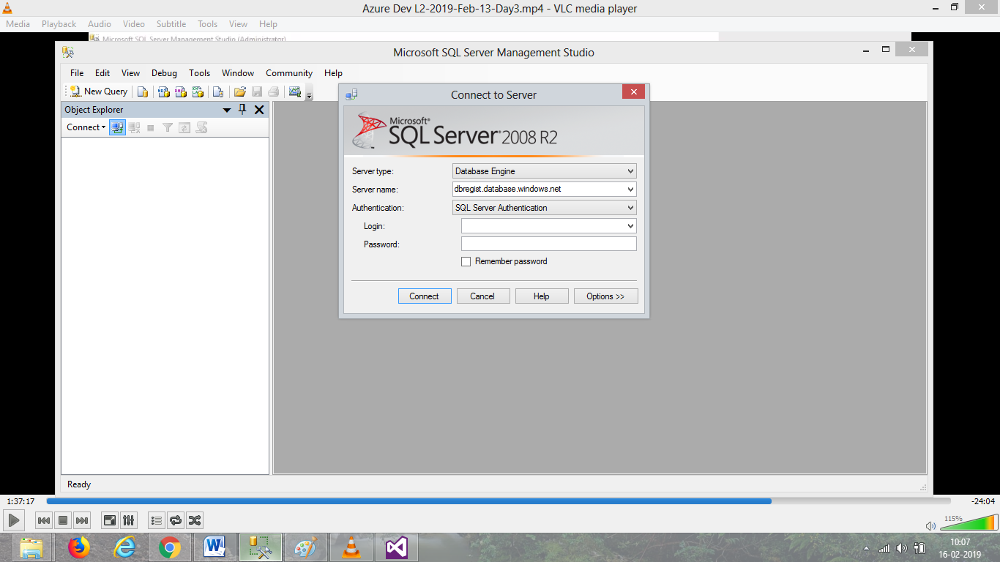 Azure Dev L2-2019-Feb-13-Day3.mp4 - VLC media player
Media Playback Audio Video Subtitle Tools View Help
Microsoft SQL Server Management Studio (Administrator)
Microsoft SQL Server Management Studio
File Edit View Debug Tools Window Community Help
New Query
Object Explorer
Connect
Connect to Server
Microsoft®
SQL Server® 2008 R2
Server type: Database Engine
Server name: dbregist.database.windows.net
Authentication: SQL Server Authentication
Login:
Password:
Remember password
Connect Cancel Help Options >>
Ready
1:37:17 -24:04
115%
10:07
16-02-2019